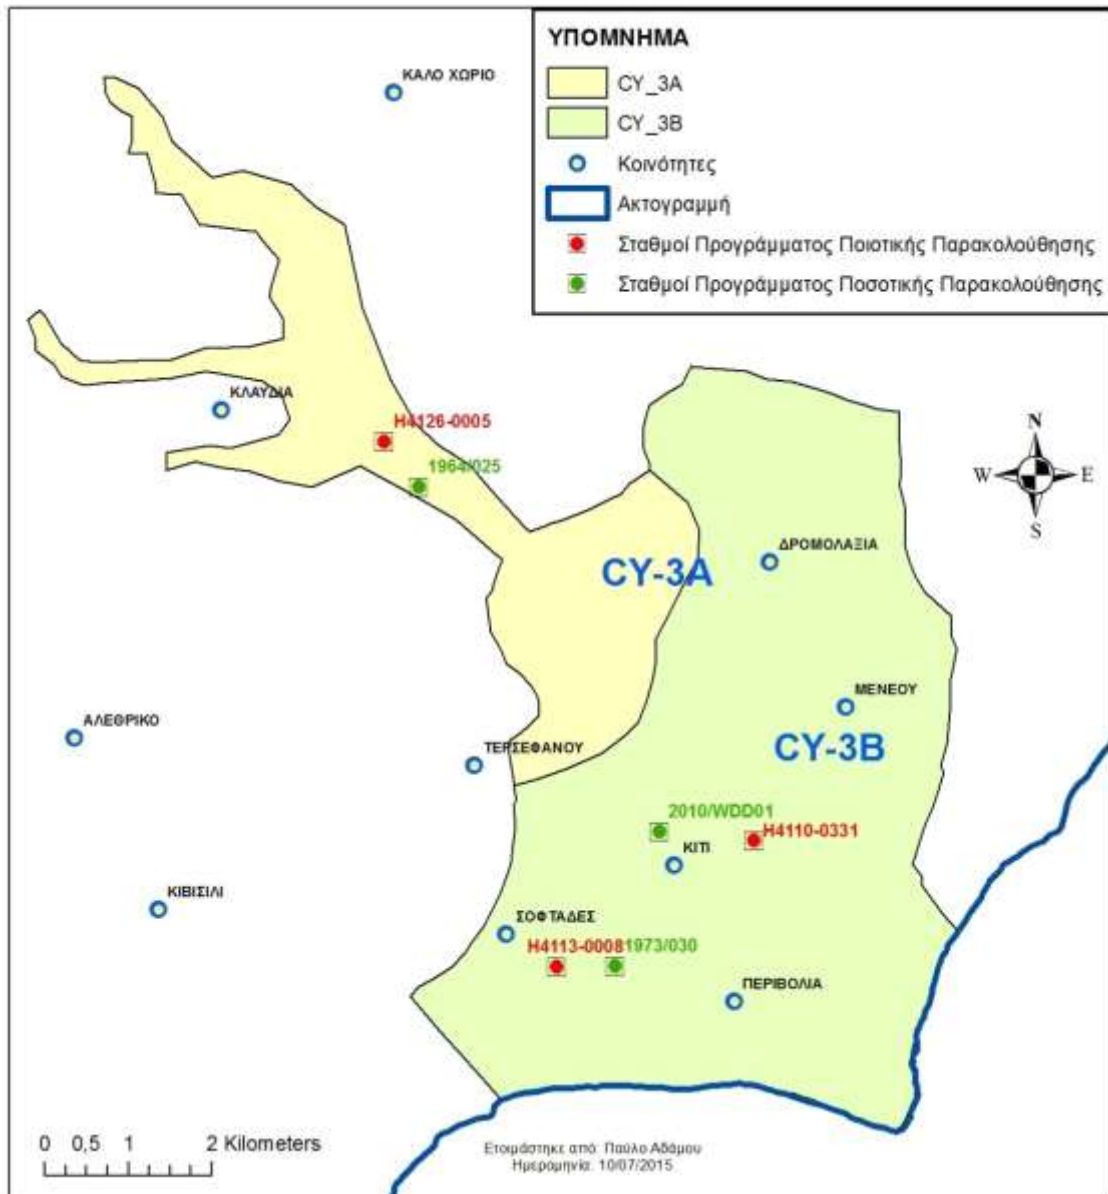 ΥΠΟΜΝΗΜΑ
CY_3A
CY_3B
Κοινότητες
Ακτογραμμή
Σταθμοί Προγράμματος Ποιοτικής Παρακολούθησης
Σταθμοί Προγράμματος Ποσοτικής Παρακολούθησης
ΚΑΛΟ ΧΩΡΙΟ
ΚΛΑΥΔΙΑ
H4126-0005
1964/025
N
W E
S
ΔΡΟΜΟΛΑΞΙΑ
CY-3A
ΜΕΝΕΟΥ
ΑΛΕΘΡΙΚΟ
ΤΕΡΣΕΦΑΝΟΥ
CY-3B
2010/WDD01
H4110-0331
ΚΙΤΙ
ΚΙΒΙΣΙΛΙ
ΣΟΦΤΑΔΕΣ
H4113-0008 1973/030
ΠΕΡΙΒΟΛΙΑ
0 0,5 1 2 Kilometers
Ετοιμάστηκε από: Παύλο Αδάμου
Ημερομηνία: 10/07/2015